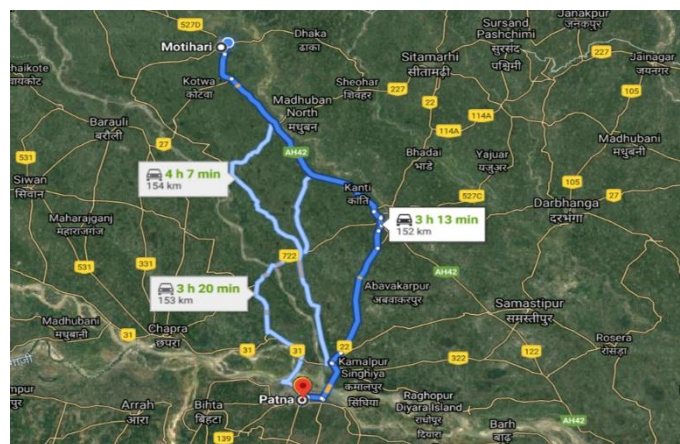 527D
Motihari
Dhaka
ढाका
Sursand
Pashchimi
सुरसंद
पश्चिमी
Janakpur
जनकपुर
227
Jainagar
जयनगर
Sitamarhi
सीतामढ़ी
Kotwa
कोटवा
Sheohar
शिवहर
227
105
Madhuban
North
मधुबन
22
114A
114A
Barauli
बरौली
27
AH42
Bhadai
भाडे
Yajuar
यजुअर
Madhubani
मधुबनी
531
Siwan
सिवान
4 h 7 min
154 km
Kanti
कांति
527C
105
27
Darbhanga
दरभंगा
Maharajganj
महाराजगंज
3 h 13 min
152 km
722
531
331
AH42
3 h 20 min
153 km
Abavakarpur
अबवाकरपुर
Samastipur
समस्तीपुर
Madhubani
मधुबनी
31
Chapra
छपरा
31
31
22
322
122
Rosera
रोसड़ा
Kamalpur
Singhiya
कमालपुर
सिंघिया
Patna
Arrah
आरा
Bihta
बिहटा
Raghopur
Diyara Island
राघोपुर
दियारा
139
Barh
बाढ़
AH42